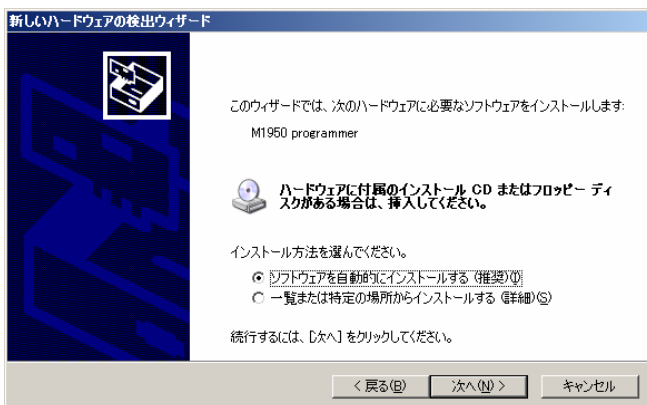 新しいハードウェアの検出ウィザード
このウィザードでは、次のハードウェアに必要なソフトウェアをインストールします:
M1950 programmer
ハードウェアに付属のインストール CD またはフロッピー ディ
スクがある場合は、挿入してください。
インストール方法を選んでください。
ソフトウェアを自動的にインストールする (推奨)(I)
一覧または特定の場所からインストールする (詳細)(S)
続行するには、[次へ] をクリックしてください。
< 戻る(B)
次へ(N) >
キャンセル